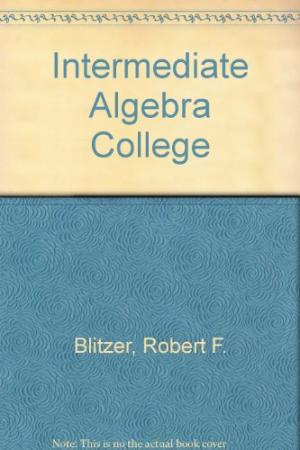 Intermediate
Algebra
College
Blitzer, Robert F.
Note: This is no the actual book cover